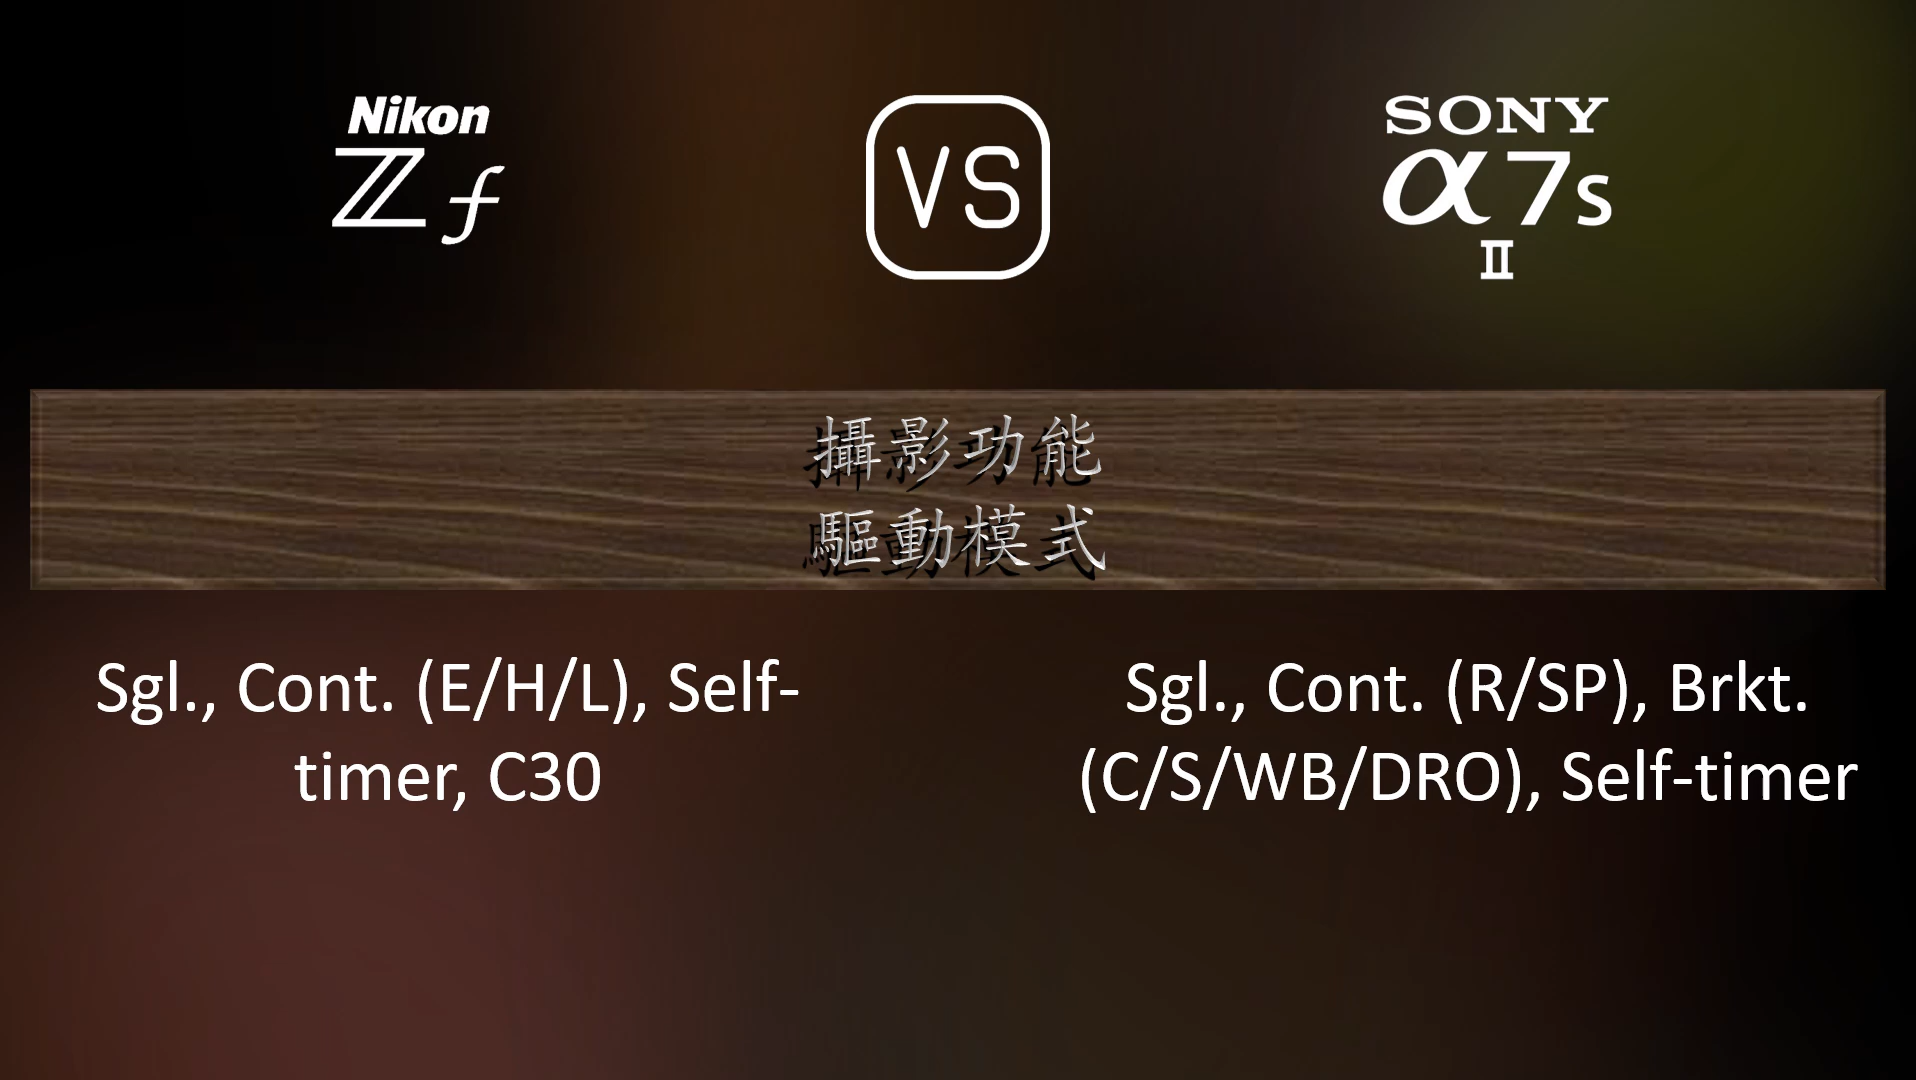 Nikon
Z f
VS
SONY
α7s
II
攝影功能
驅動模式
Sgl., Cont. (E/H/L), Self-
timer, C30
Sgl., Cont. (R/SP), Brkt.
(C/S/WB/DRO), Self-timer